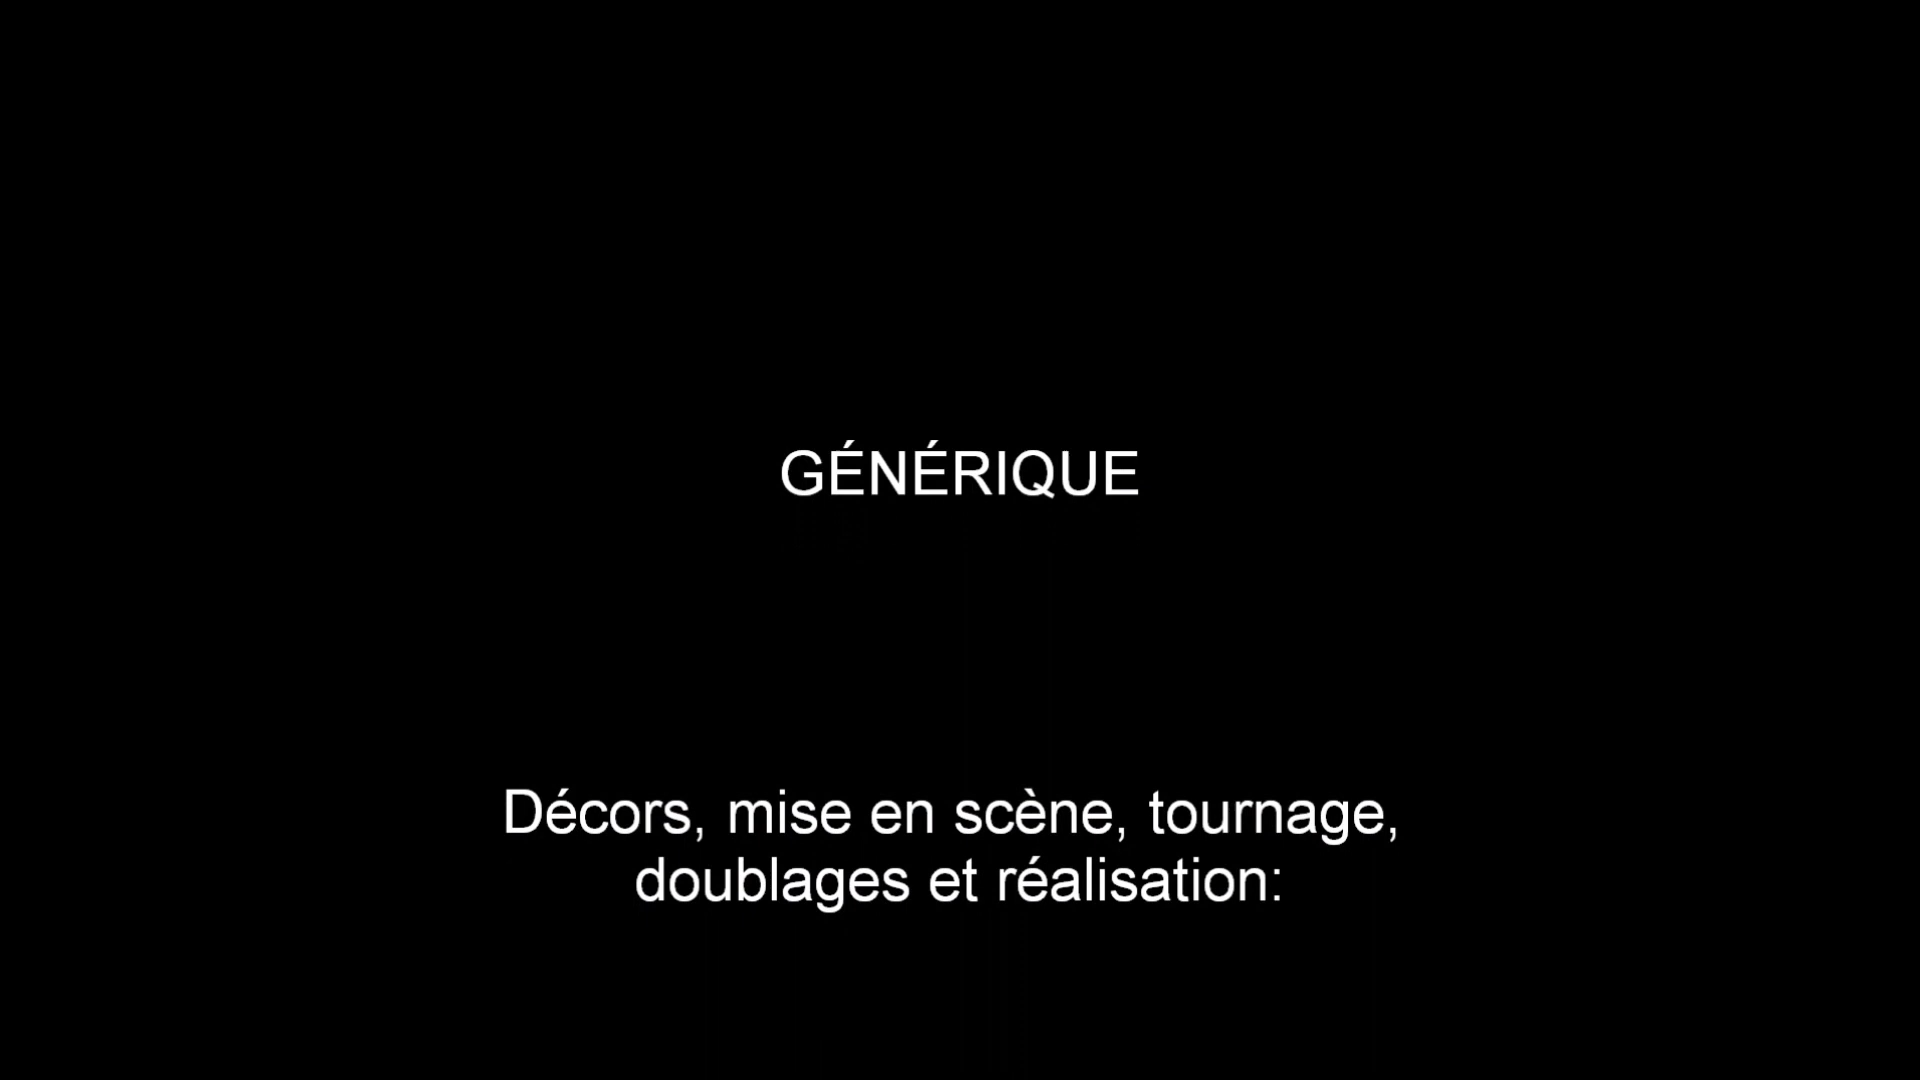 GÉNÉRIQUE
Décors, mise en scène, tournage,
doublages et réalisation: